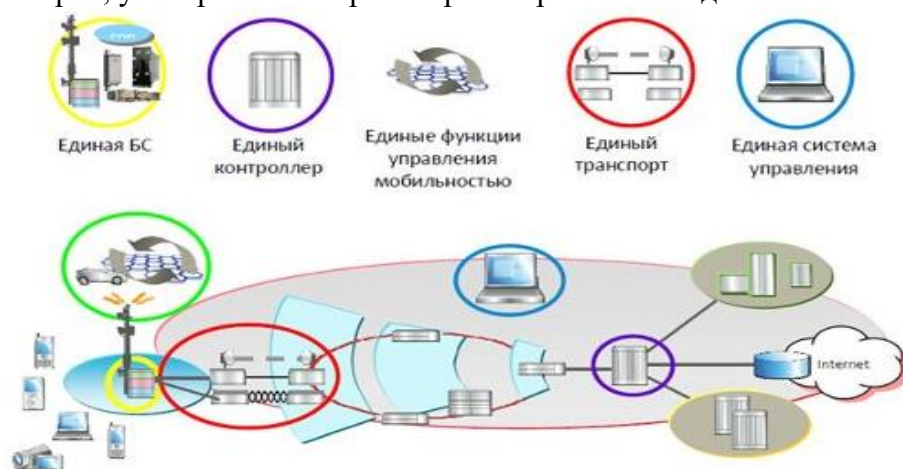 Единая БС
Единый
контроллер
Единые функции
управления
мобильностью
Единый
транспорт
Единая система
управления
Internet